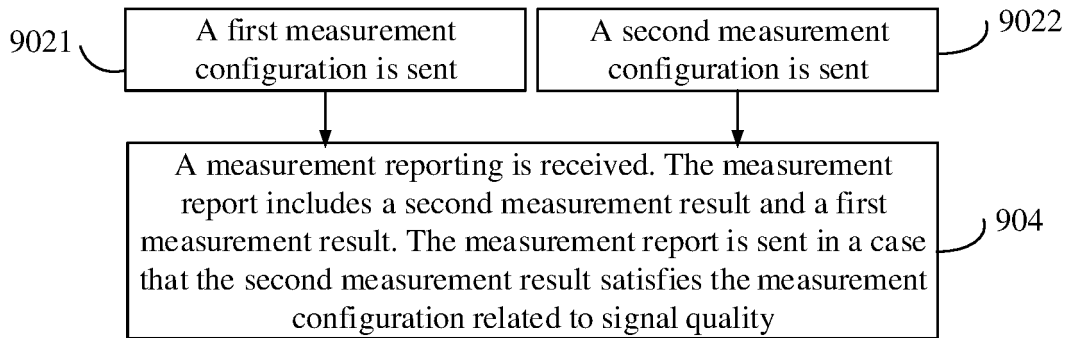 9021
A first measurement
configuration is sent
A second measurement
configuration is sent
9022
A measurement reporting is received. The measurement
report includes a second measurement result and a first
measurement result. The measurement report is sent in a case
that the second measurement result satisfies the measurement
configuration related to signal quality
904